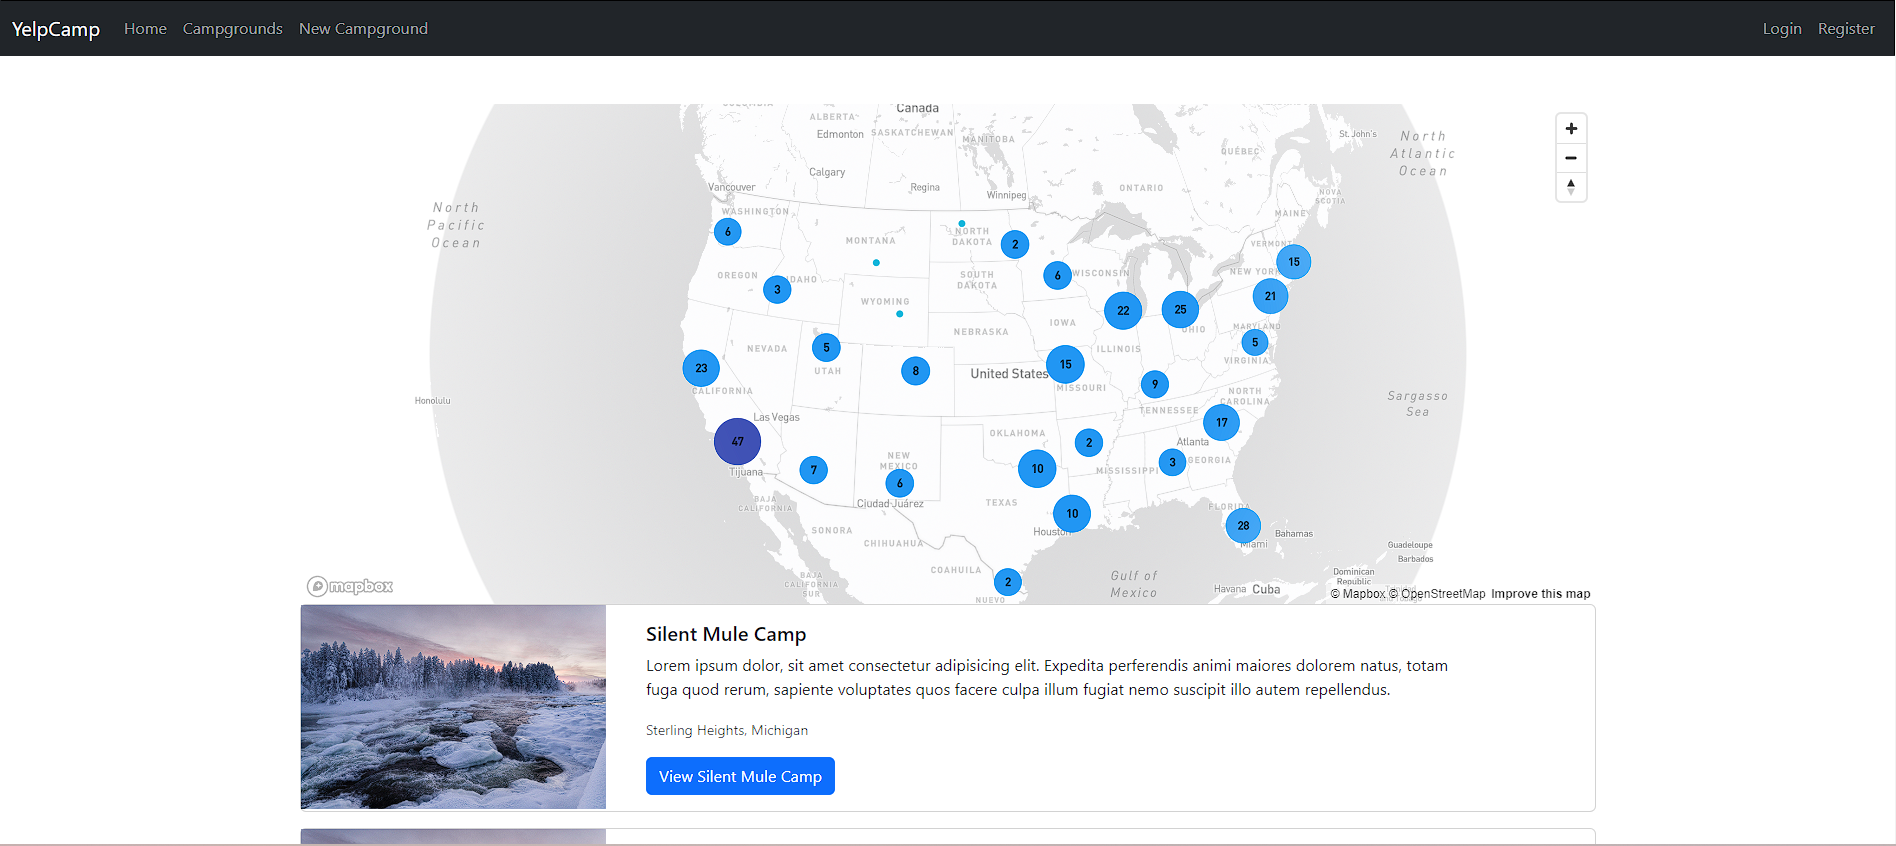 YelpCamp
Home
Campgrounds
New Campground
Login
Register
Canada
ALBERTA
Edmonton
SASKATCHEWAN
MANITOBA
St. John's
North
Atlantic
Ocean
QUÉBEC
Calgary
Vancouver
Regina
Winnipeg
ONTARIO
NOVA
SCOTIA
North
Pacific
Ocean
WASHINGTON
MAINE
6
NORTH
DAKOTA
2
MONTANA
VERMONT
15
OREGON
IDAHO
3
SOUTH
DAKOTA
6
WISCONSIN
NEW YORK
21
WYOMING
22
25
IOWA
OHIO
MARYLAND
NEBRASKA
5
NEVADA
5
UTAH
ILLINOIS
VIRGINIA
23
CALIFORNIA
8
United States
15
MISSOURI
9
NORTH
CAROLINA
Honolulu
Sargasso
Sea
Las Vegas
TENNESSEE
17
47
OKLAHOMA
2
Atlanta
Tijuana
7
NEW
MEXICO
6
10
MISSISSIPPI
3
GEORGIA
BAJA
CALIFORNIA
Ciudad Juárez
TEXAS
FLORIDA
10
Houston
28
Miami
Bahamas
SONORA
CHIHUAHUA
Guadeloupe
Barbados
COAHUILA
Dominican
Republic
BAJA
CALIFORNIA
SUR
2
NUEVO
Gulf of
Mexico
Havana
Cuba
mapbox
© Mapbox © OpenStreetMap Improve this map
Silent Mule Camp
Lorem ipsum dolor, sit amet consectetur adipisicing elit. Expedita perferendis animi maiores dolorem natus, totam
fuga quod rerum, sapiente voluptates quos facere culpa illum fugiat nemo suscipit illo autem repellendus.
Sterling Heights, Michigan
View Silent Mule Camp